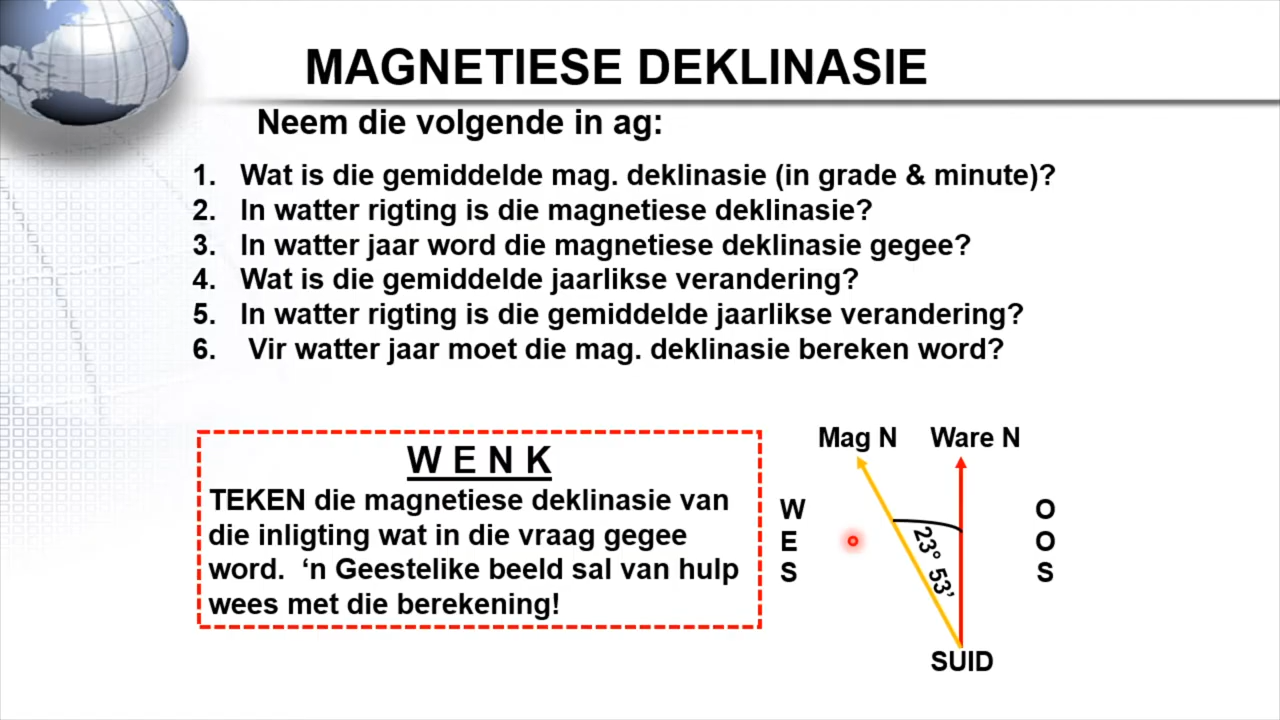 MAGNETIESE DEKLINASIE
Neem die volgende in ag:
1. Wat is die gemiddelde mag. deklinasie (in grade & minute)?
2. In watter rigting is die magnetiese deklinasie?
3. In watter jaar word die magnetiese deklinasie gegee?
4. Wat is die gemiddelde jaarlikse verandering?
5. In watter rigting is die gemiddelde jaarlikse verandering?
6. Vir watter jaar moet die mag. deklinasie bereken word?
W E N K
TEKEN die magnetiese deklinasie van
die inligting wat in die vraag gegee
word. ‘n Geestelike beeld sal van hulp
wees met die berekening!
Mag N Ware N
WES
23° 53’
OOS
SUID